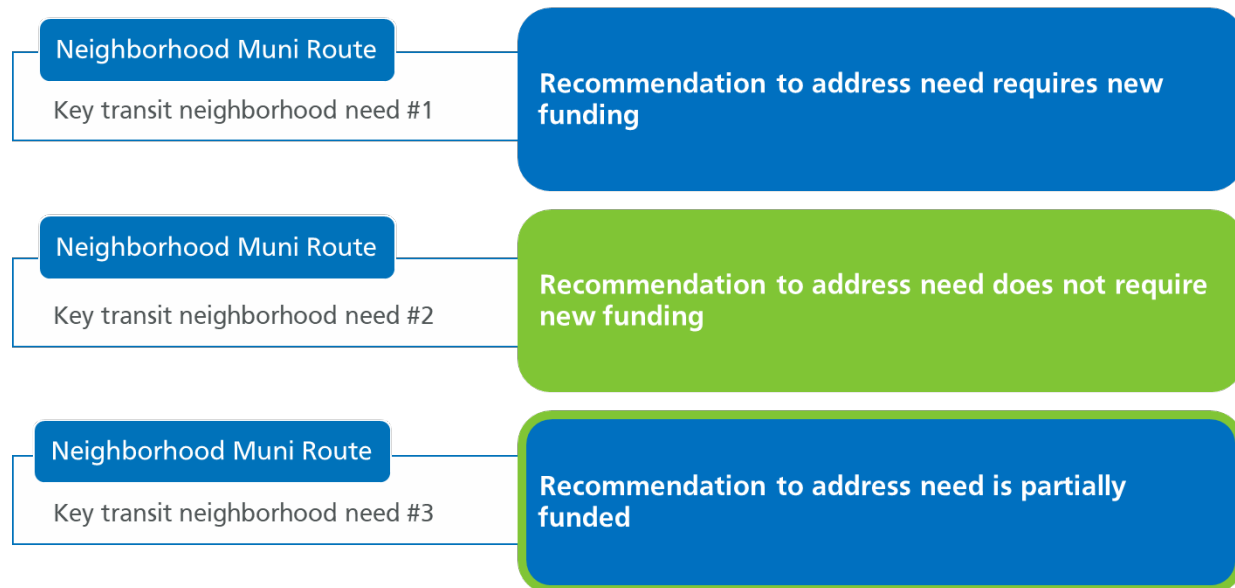 Neighborhood Muni Route
Key transit neighborhood need #1
Recommendation to address need requires new
funding
Neighborhood Muni Route
Key transit neighborhood need #2
Recommendation to address need does not require
new funding
Neighborhood Muni Route
Key transit neighborhood need #3
Recommendation to address need is partially
funded